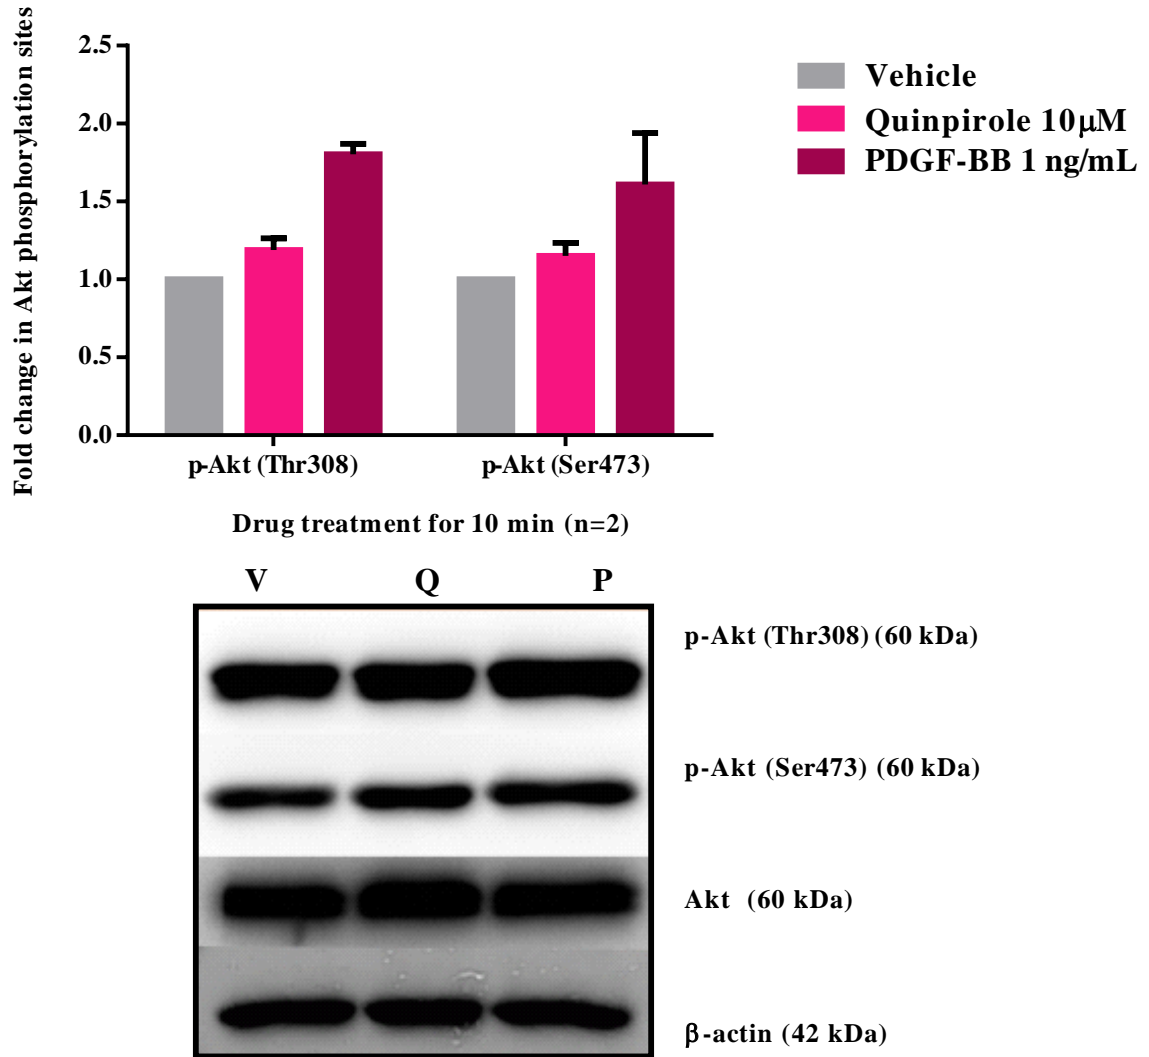 Fold change in Akt phosphorylation sites
2.5
2.0
1.5
1.0
0.5
0.0
p-Akt (Thr308)
p-Akt (Ser473)
Vehicle
Quinpirole 10μM
PDGF-BB 1 ng/mL
Drug treatment for 10 min (n=2)
V Q P
p-Akt (Thr308) (60 kDa)
p-Akt (Ser473) (60 kDa)
Akt (60 kDa)
β-actin (42 kDa)